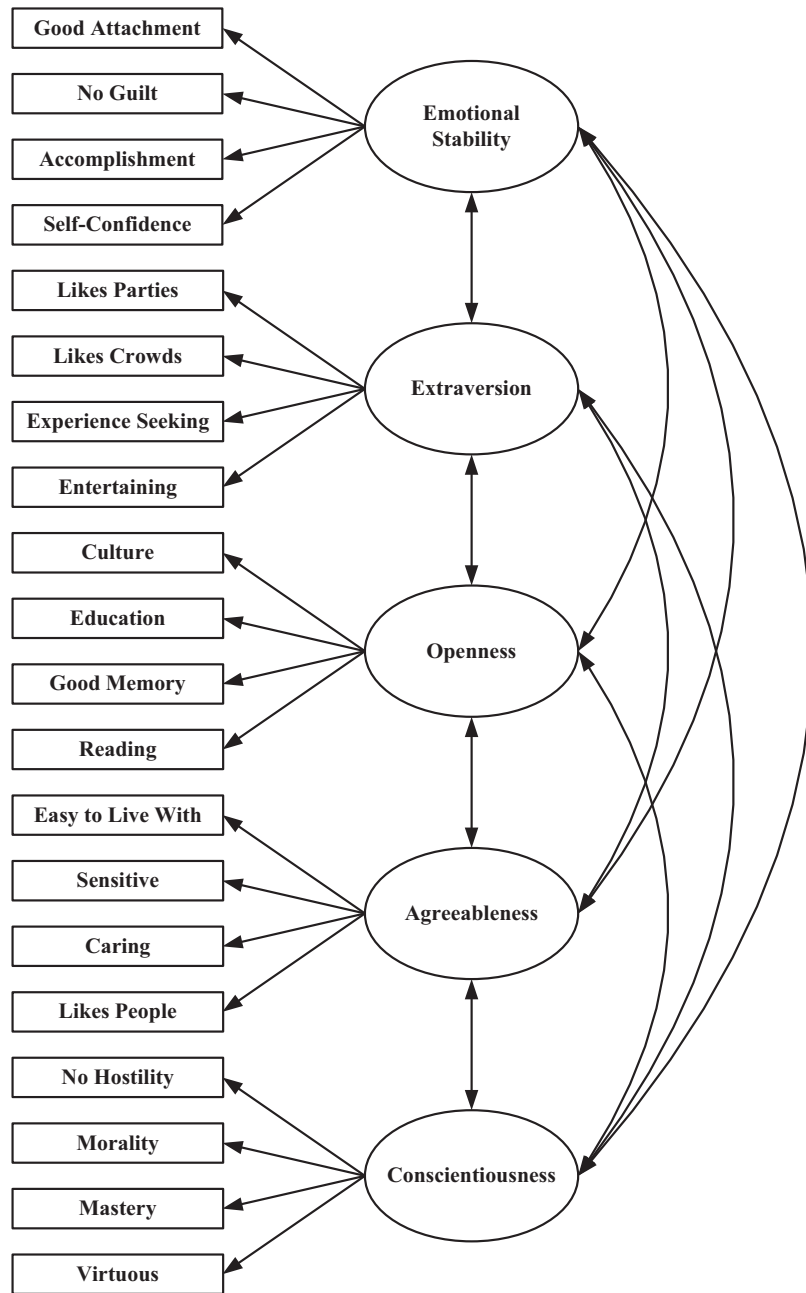 Good Attachment
No Guilt
Accomplishment
Self-Confidence
Emotional
Stability
Likes Parties
Likes Crowds
Experience Seeking
Entertaining
Extraversion
Culture
Education
Good Memory
Reading
Openness
Easy to Live With
Sensitive
Caring
Likes People
Agreeableness
No Hostility
Morality
Mastery
Virtuous
Conscientiousness